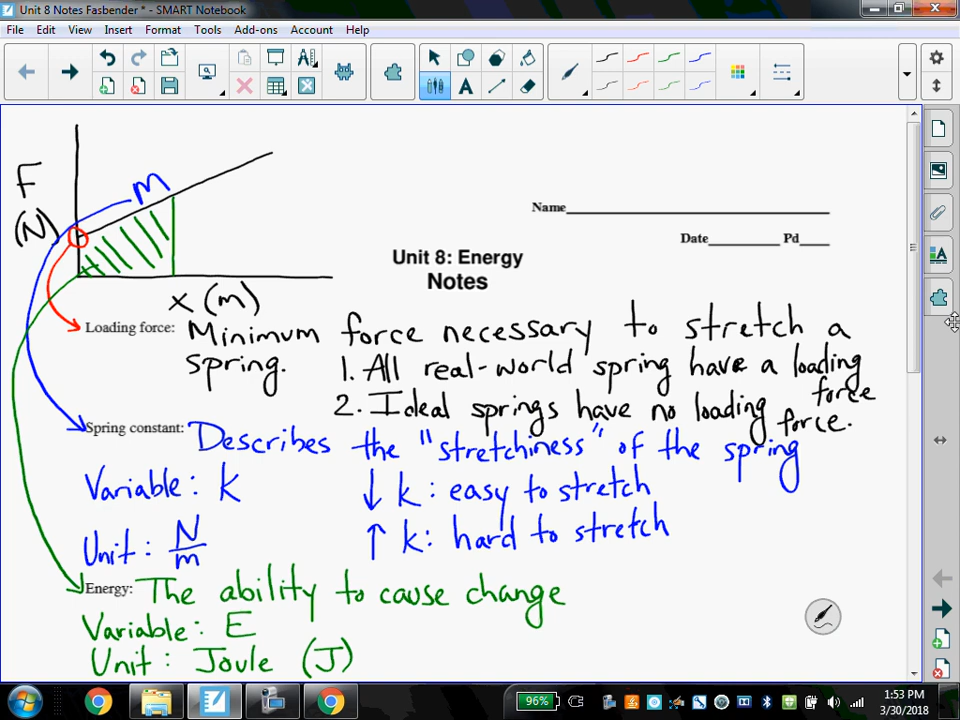 Unit 8 Notes Fasbender * - SMART Notebook
File Edit View Insert Format Tools Add-ons Account Help
F
(N)
m
x (m)
Name
Date Pd
Unit 8: Energy
Notes
Loading force: Minimum force necessary to stretch a
spring.
1. All real-world spring have a loading
force
2. Ideal springs have no loading
force.
Spring constant: Describes the "stretchiness" of the spring
Variable: k
↓ k: easy to stretch
Unit: N/m
↑ k: hard to stretch
Energy: The ability to cause change
Variable: E
Unit: Joule (J)
96%
1:53 PM
3/30/2018